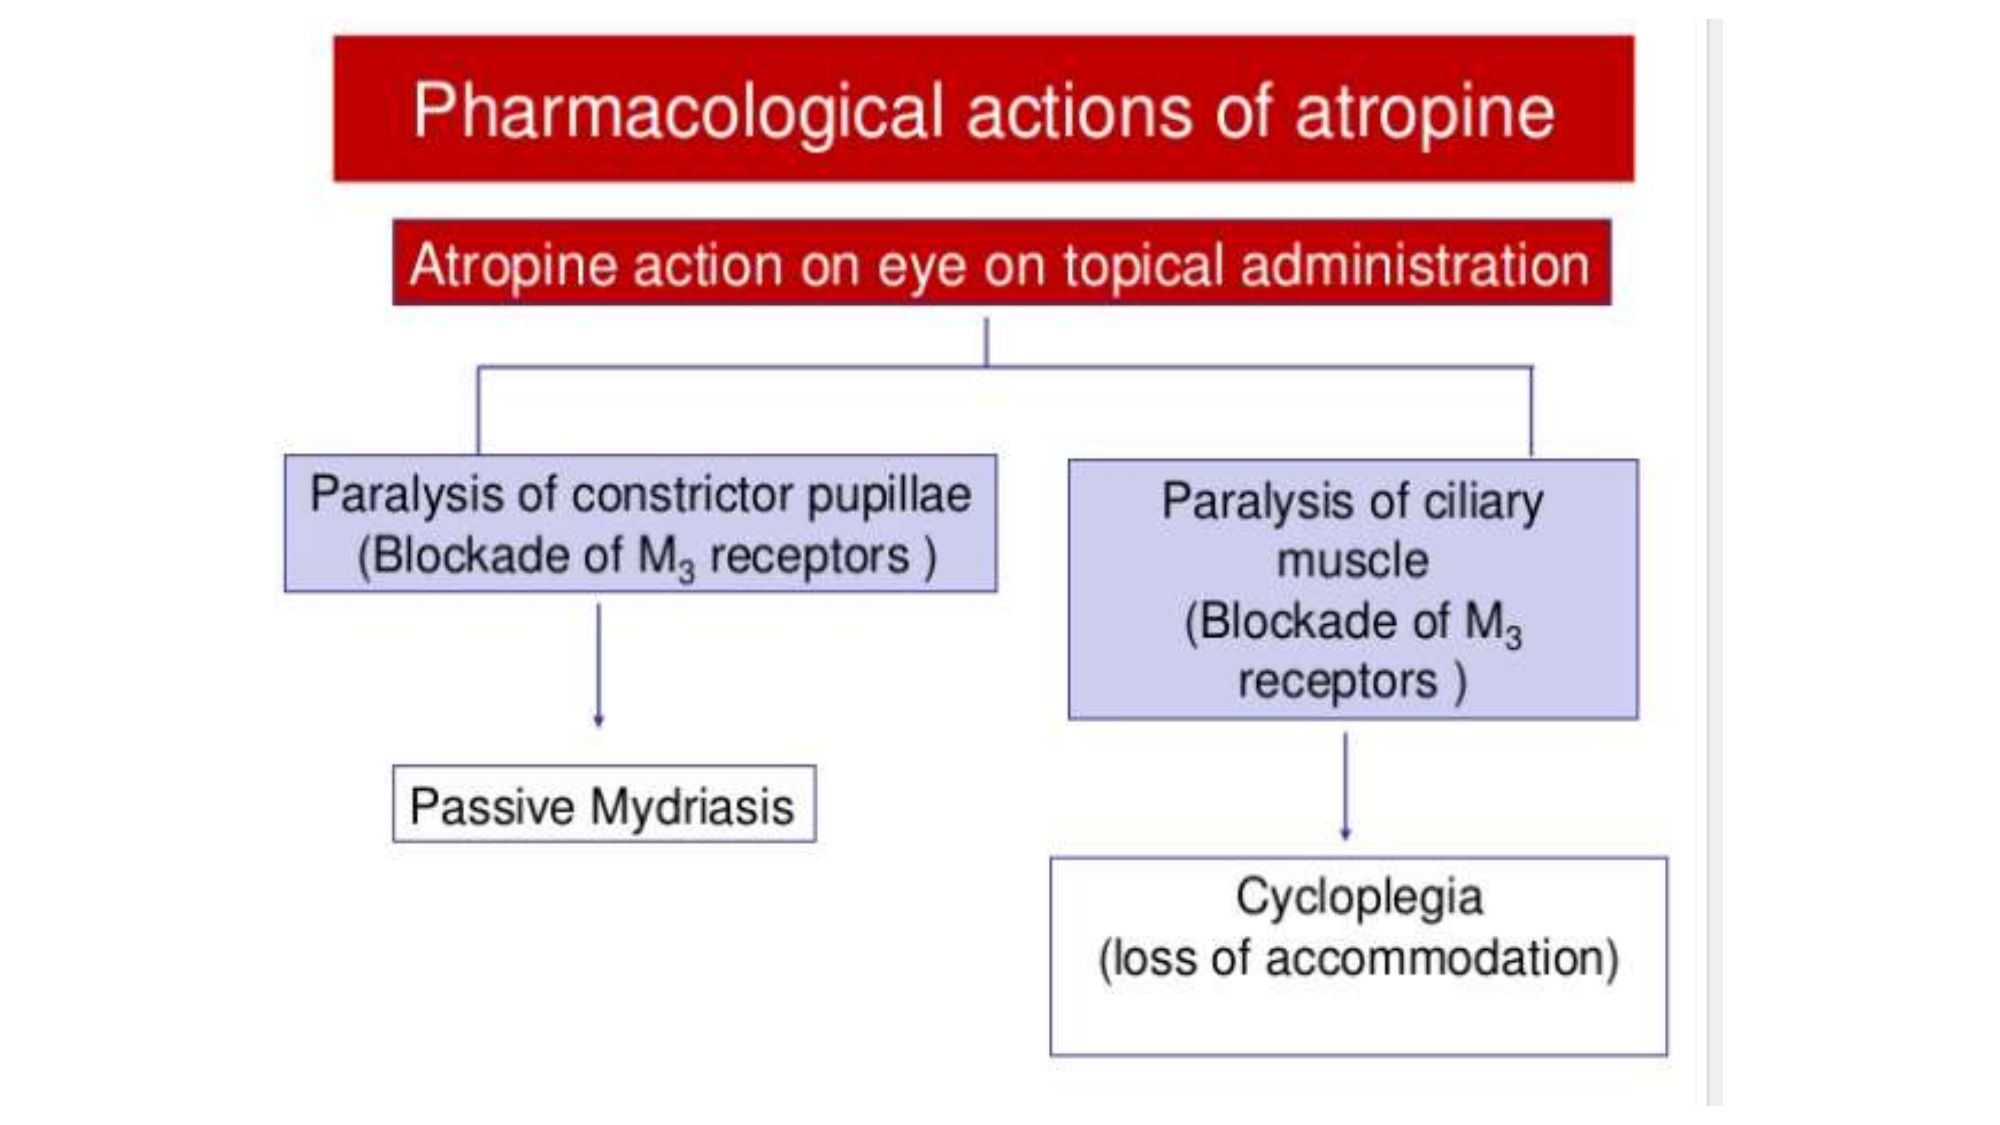 Pharmacological actions of atropine
Atropine action on eye on topical administration
Paralysis of constrictor pupillae
(Blockade of M₃ receptors )
Paralysis of ciliary
muscle
(Blockade of M₃
receptors )
Passive Mydriasis
Cycloplegia
(loss of accommodation)